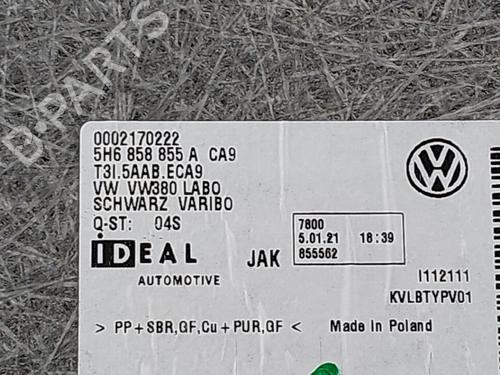 0002170222
5H6 858 855 A CA9
T3I.5AAB.ECA9
VW VW380 LABO
SCHWARZ VARIBO
Q-ST: 04S
iDEAL
AUTOMOTIVE
JAK
7800
5.01.21 18:39
855562
I112111
KVLBTYPV01
> PP+SBR,GF,Cu+PUR,GF < Made in Poland
B-PARTS